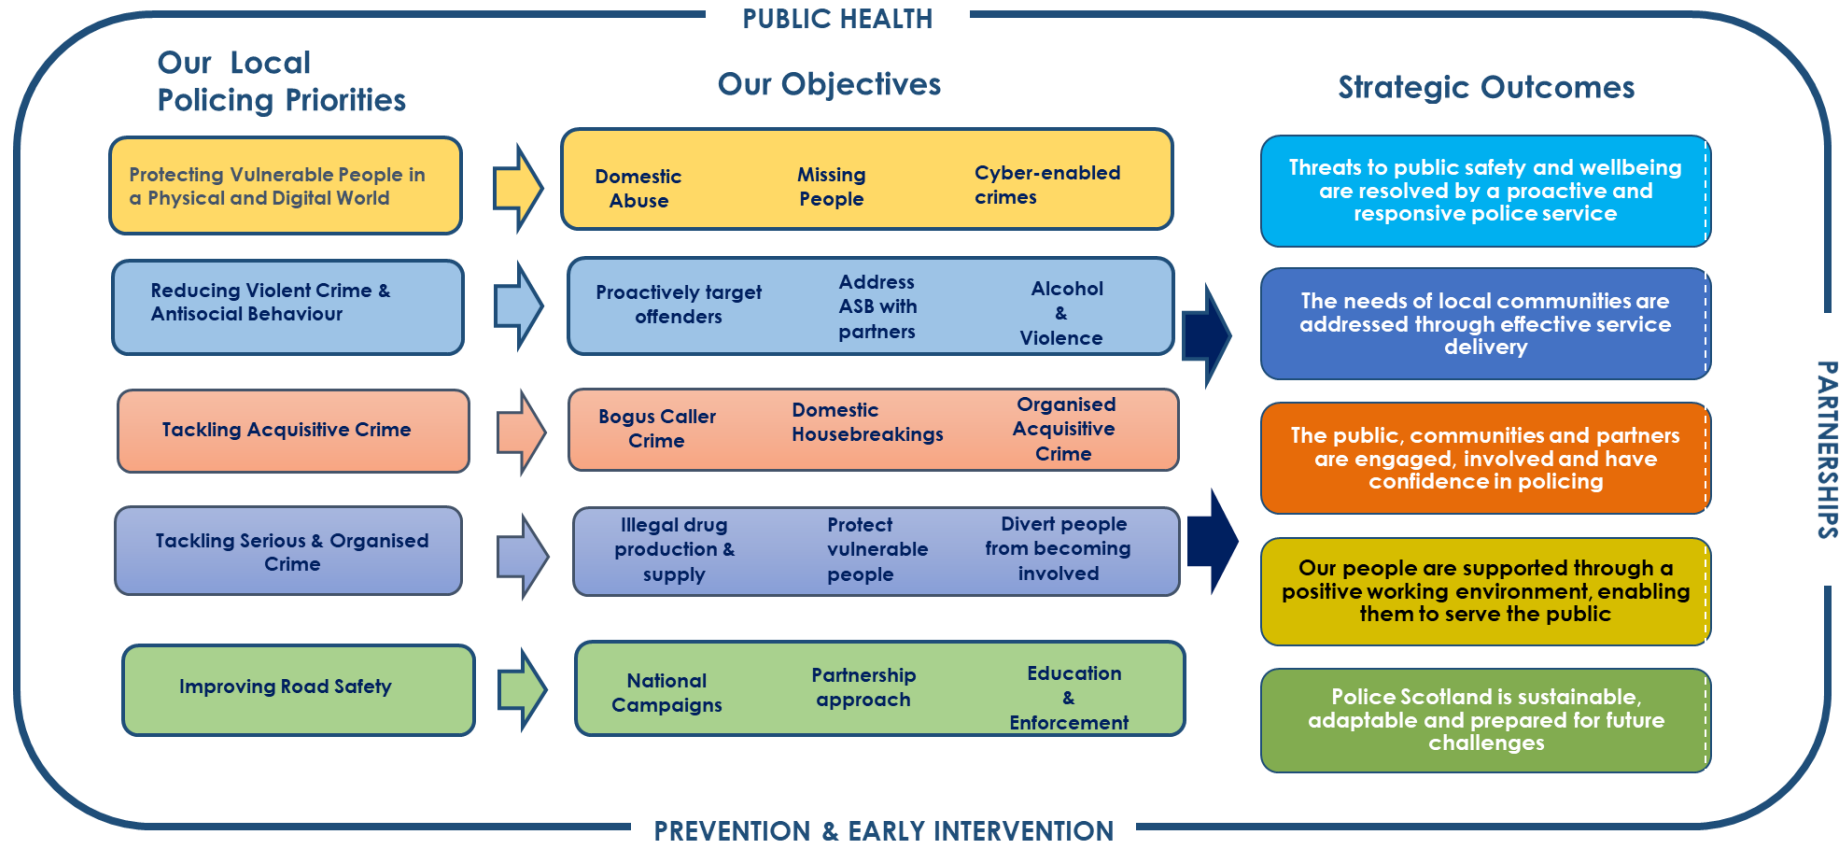 PUBLIC HEALTH
Our Local
Policing Priorities
Our Objectives
Strategic Outcomes
Protecting Vulnerable People in
a Physical and Digital World
Domestic
Abuse
Missing
People
Cyber-enabled
crimes
Threats to public safety and wellbeing
are resolved by a proactive and
responsive police service
Reducing Violent Crime &
Antisocial Behaviour
Proactively target
offenders
Address
ASB with
partners
Alcohol
&
Violence
The needs of local communities are
addressed through effective service
delivery
Tackling Acquisitive Crime
Bogus Caller
Crime
Domestic
Housebreakings
Organised
Acquisitive
Crime
The public, communities and partners
are engaged, involved and have
confidence in policing
Tackling Serious & Organised
Crime
Illegal drug
production &
supply
Protect
vulnerable
people
Divert people
from becoming
involved
Our people are supported through a
positive working environment, enabling
them to serve the public
Improving Road Safety
National
Campaigns
Partnership
approach
Education
&
Enforcement
Police Scotland is sustainable,
adaptable and prepared for future
challenges
PARTNERSHIPS
PREVENTION & EARLY INTERVENTION